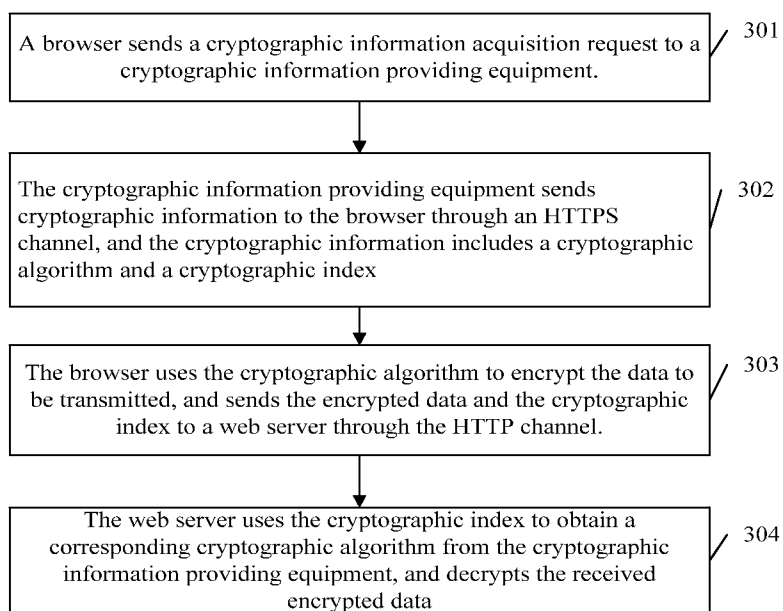 A browser sends a cryptographic information acquisition request to a
cryptographic information providing equipment.
301
The cryptographic information providing equipment sends
cryptographic information to the browser through an HTTPS
channel, and the cryptographic information includes a cryptographic
algorithm and a cryptographic index
302
The browser uses the cryptographic algorithm to encrypt the data to
be transmitted, and sends the encrypted data and the cryptographic
index to a web server through the HTTP channel.
303
The web server uses the cryptographic index to obtain a
corresponding cryptographic algorithm from the cryptographic
information providing equipment, and decrypts the received
encrypted data
304